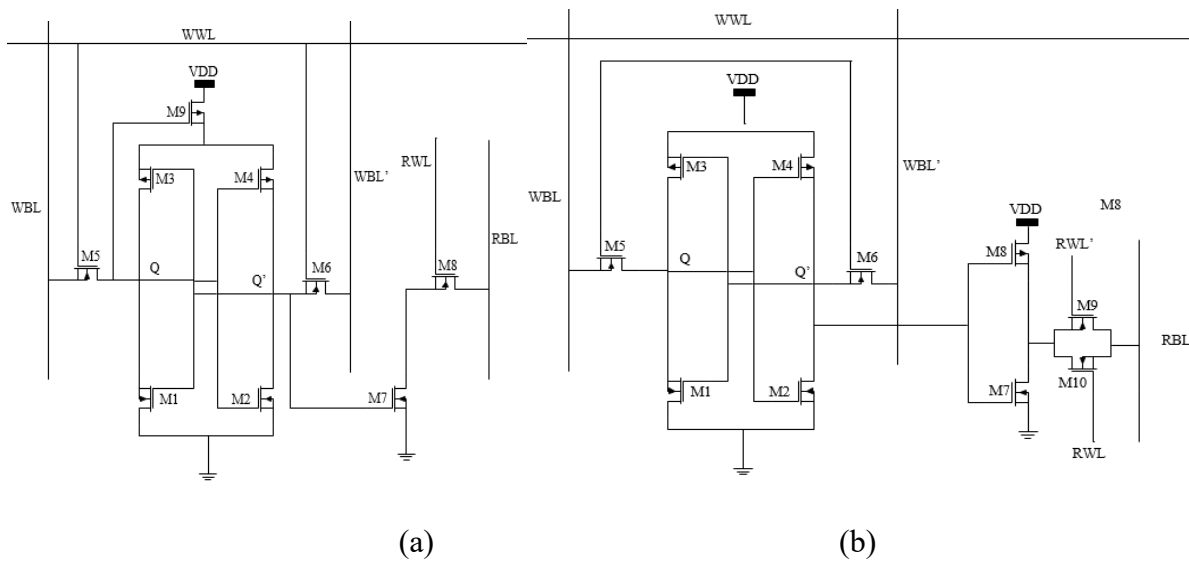 WWL
VDD
M9
M3
M4
RWL
WBL'
WBL
RBL
M5
Q
Q'
M6
M8
M1
M2
M7
(a)
WWL
VDD
M3
M4
WBL'
WBL
M5
Q
Q'
M6
VDD
M8
M8
RWL'
M9
RBL
M1
M2
M7
M10
RWL
(b)